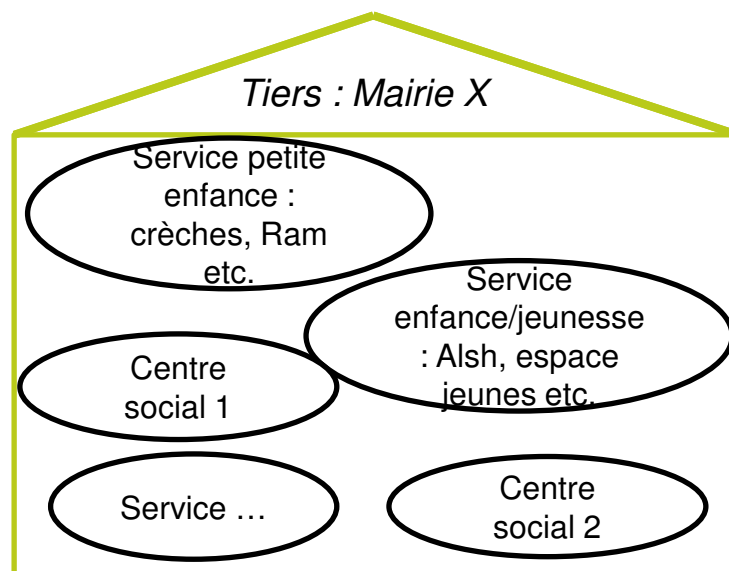 Tiers : Mairie X
Service petite
enfance :
crèches, Ram
etc.
Service
enfance/jeunesse
: Alsh, espace
jeunes etc.
Centre
social 1
Service …
Centre
social 2